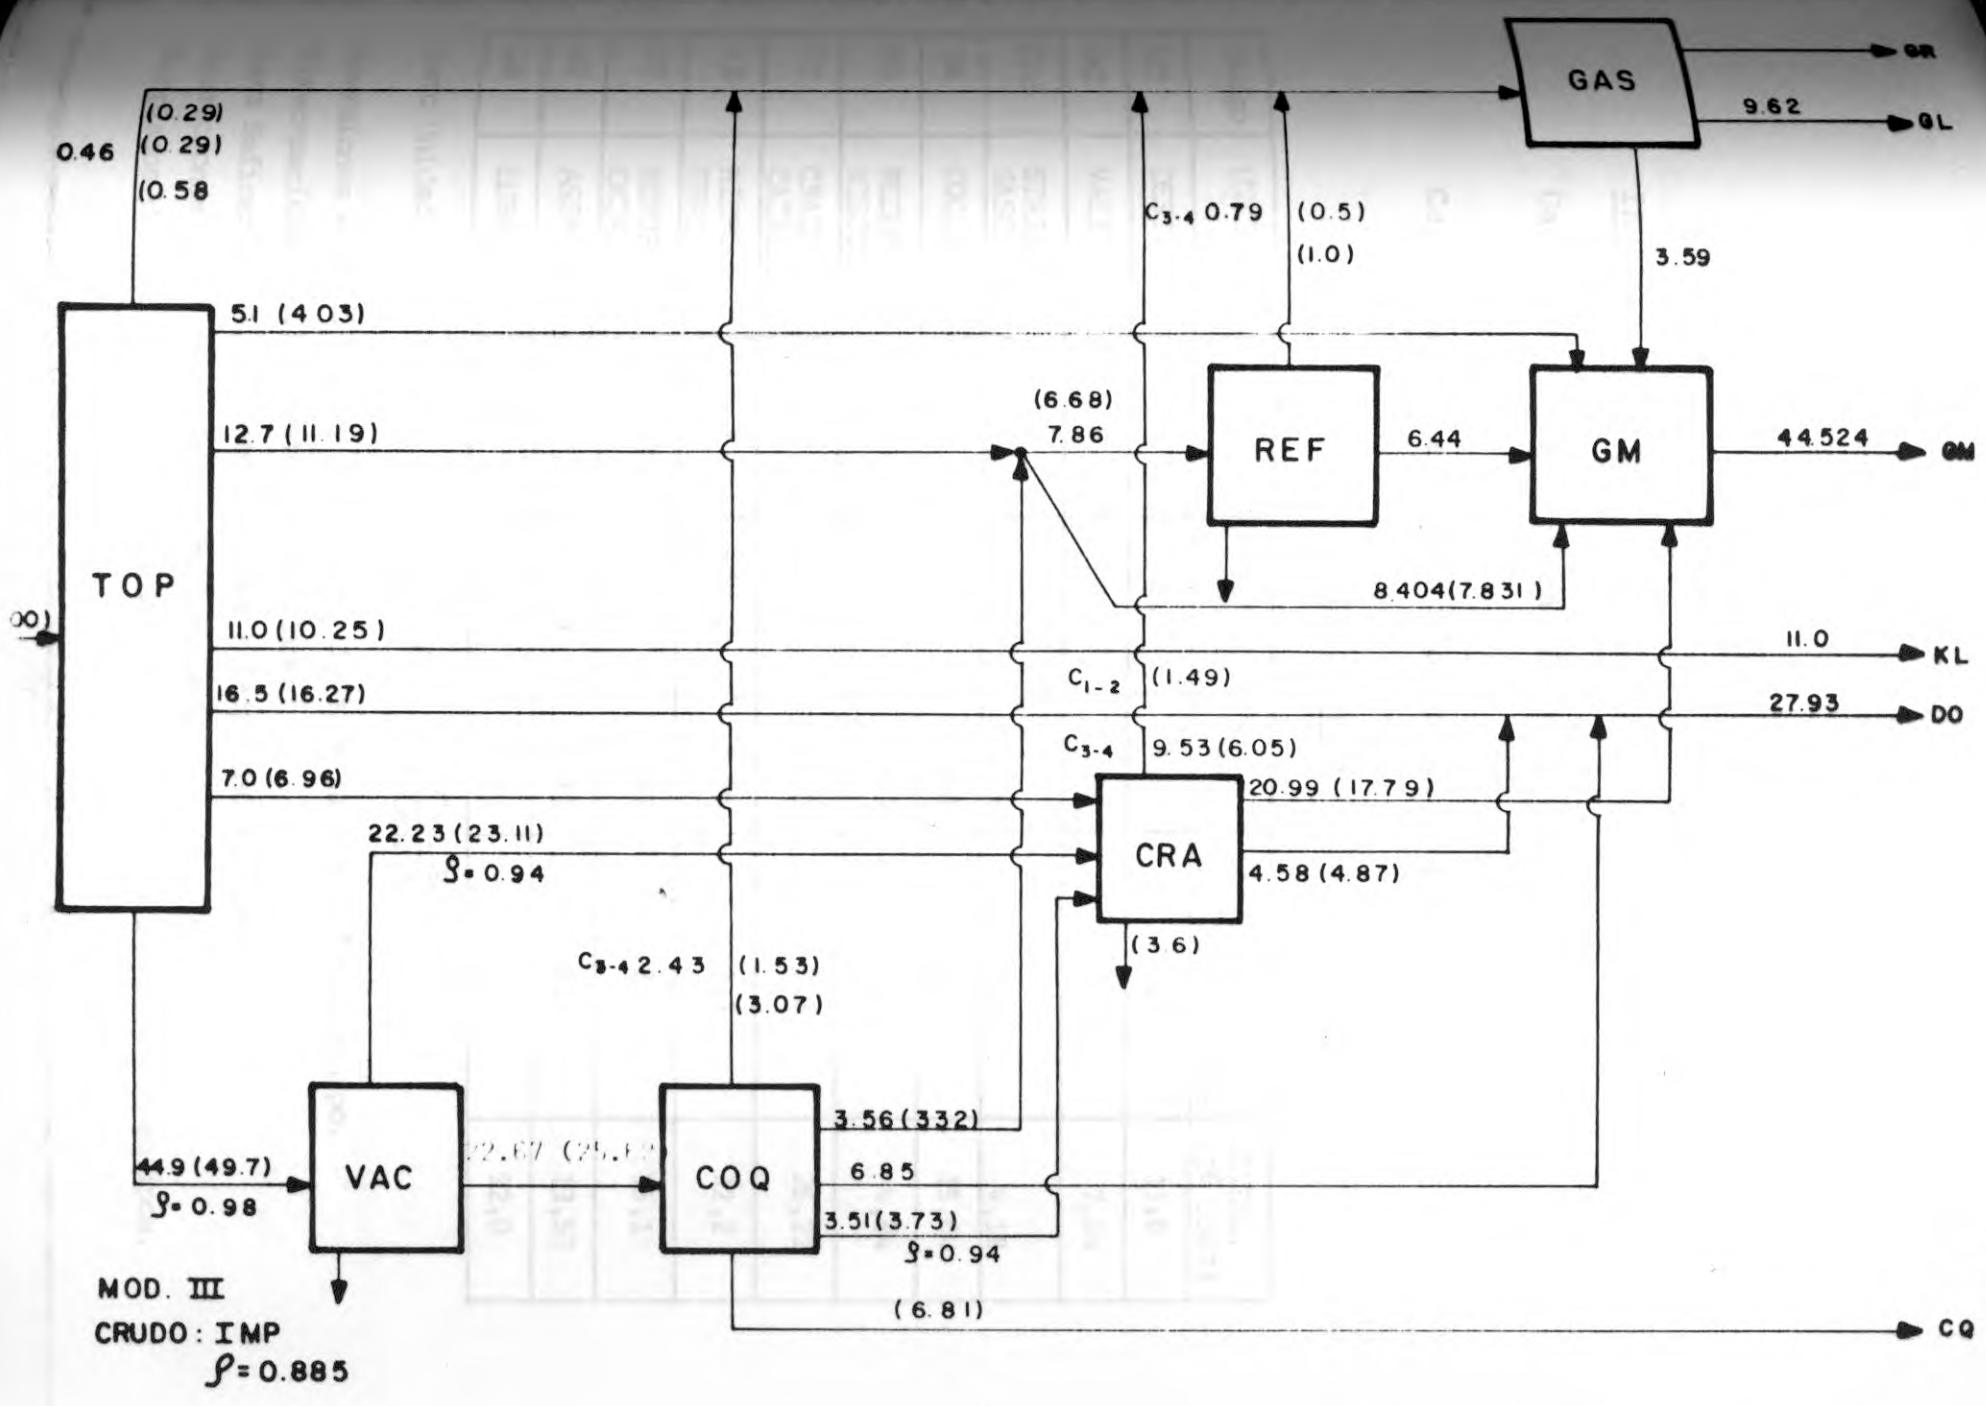 GAS
GR
9.62
GL
(0.29)
0.46 (0.29)
(0.58
C3-4 0.79 (0.5)
(1.0)
3.59
5.1 (4 03)
(6.68)
12.7 (11.19)
7.86
REF
6.44
GM
44.524
GM
TOP
8.404(7.831)
00)
11.0 (10.25)
11.0
KL
C1-2 (1.49)
16.5 (16.27)
27.93
DO
C3-4 9.53 (6.05)
7.0 (6.96)
20.99 (17.79)
22.23 (23.11)
ρ=0.94
CRA
4.58 (4.87)
(3.6)
C3-4 2.43 (1.53)
(3.07)
3.56 (332)
44.9 (49.7)
ρ=0.98
VAC
22.67
COQ
6.85
3.51(3.73)
ρ=0.94
MOD. III
(6.81)
CRUDO: IMP
CQ
ρ=0.885